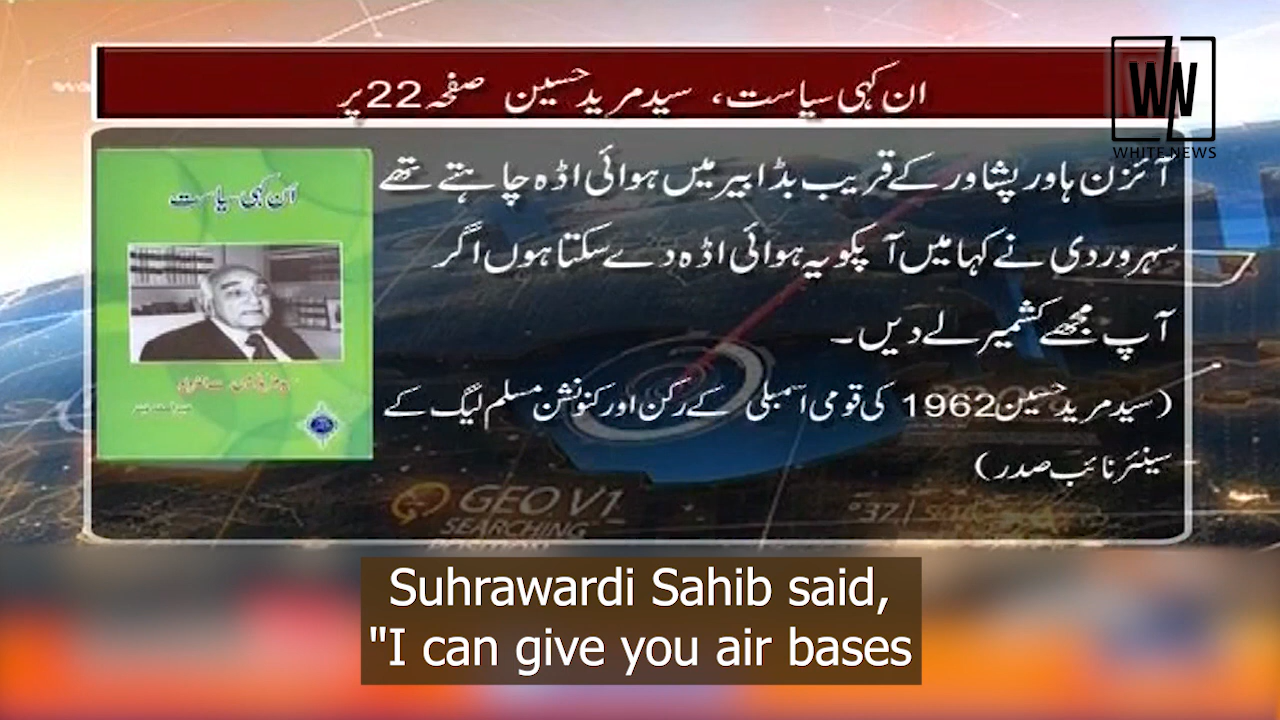 ان کہی سیاست، سید مرید حسین صفحہ 22 پر
WN
WHITE NEWS
ان کہی سیاست
آئزن ہاور پشاور کے قریب بڈابیر میں ہوائی اڈہ چاہتے تھے
سہروردی نے کہا میں آپکو یہ ہوائی اڈہ دے سکتا ہوں اگر
آپ مجھے کشمیر لے دیں۔
(سید مرید حسین 1962 کی قومی اسمبلی کے رکن اور کنونشن مسلم لیگ کے
سینئر نائب صدر)
GEO V1
SEARCHING
Suhrawardi Sahib said,
"I can give you air bases